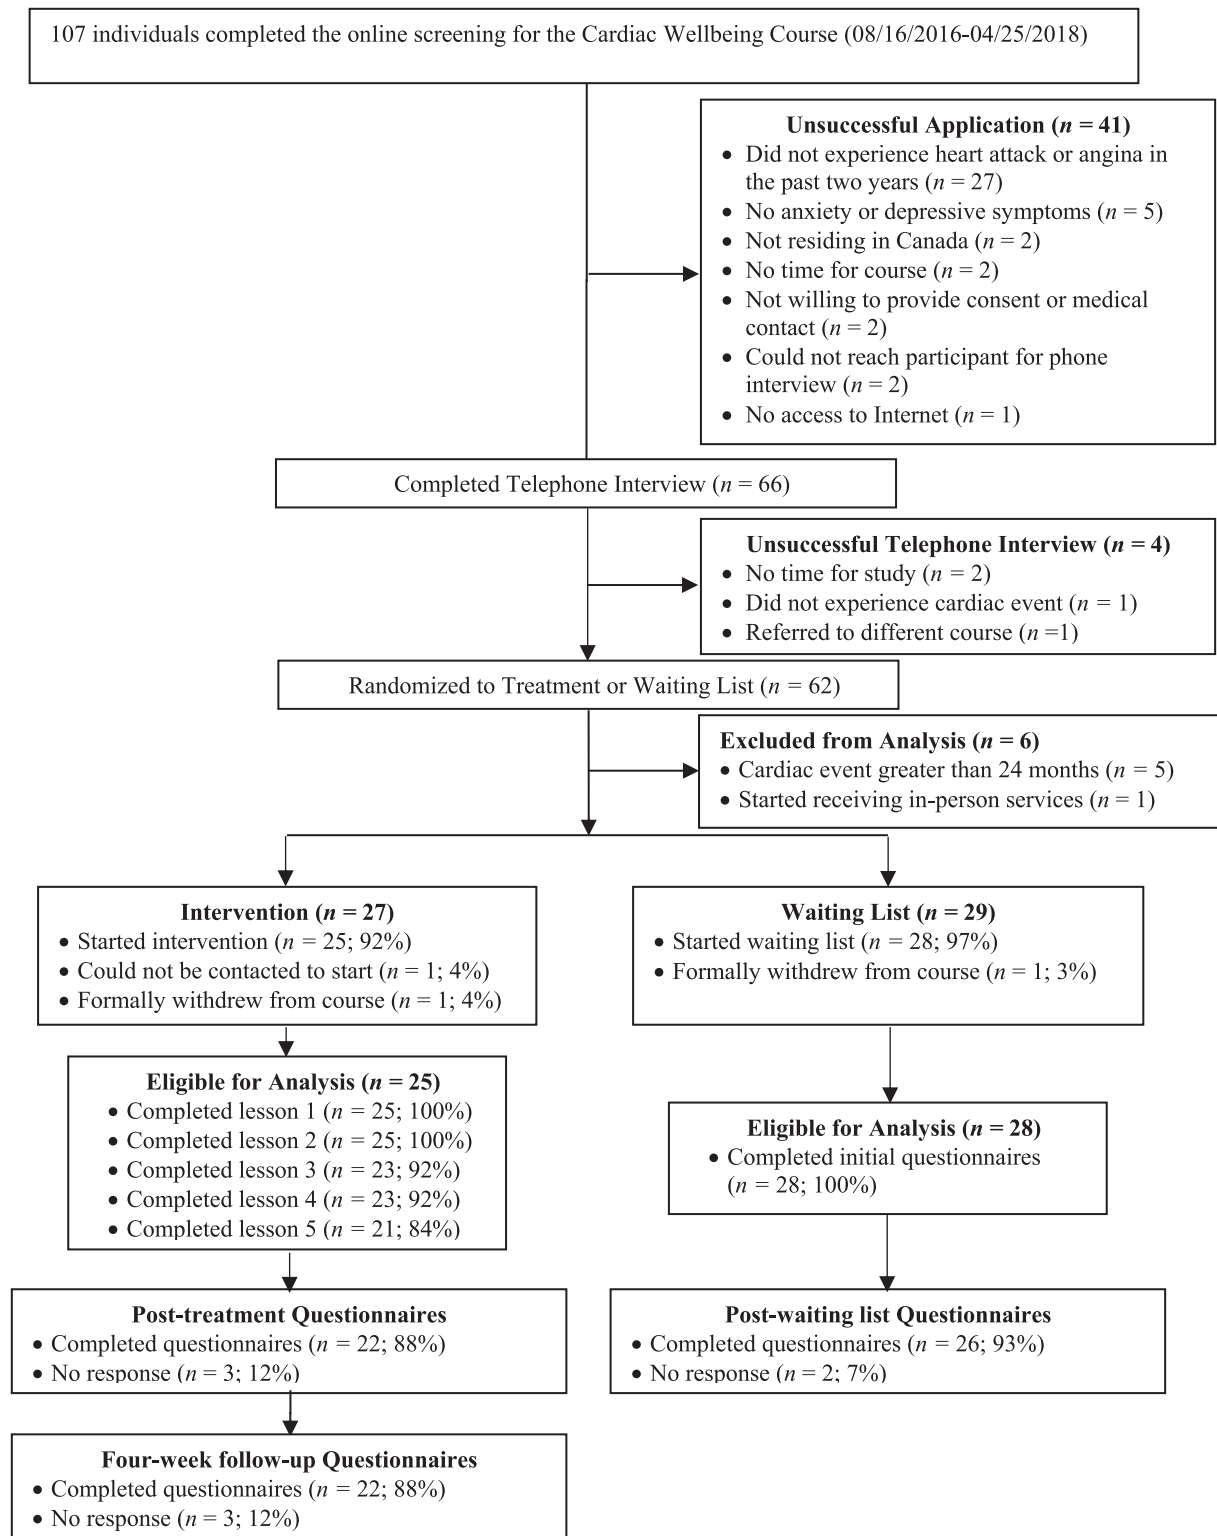 107 individuals completed the online screening for the Cardiac Wellbeing Course (08/16/2016-04/25/2018)
Unsuccessful Application (n = 41)
• Did not experience heart attack or angina in
the past two years (n = 27)
• No anxiety or depressive symptoms (n = 5)
• Not residing in Canada (n = 2)
• No time for course (n = 2)
• Not willing to provide consent or medical
contact (n = 2)
• Could not reach participant for phone
interview (n = 2)
• No access to Internet (n = 1)
Completed Telephone Interview (n = 66)
Unsuccessful Telephone Interview (n = 4)
• No time for study (n = 2)
• Did not experience cardiac event (n = 1)
• Referred to different course (n =1)
Randomized to Treatment or Waiting List (n = 62)
Excluded from Analysis (n = 6)
• Cardiac event greater than 24 months (n = 5)
• Started receiving in-person services (n = 1)
Intervention (n = 27)
• Started intervention (n = 25; 92%)
• Could not be contacted to start (n = 1; 4%)
• Formally withdrew from course (n = 1; 4%)
Waiting List (n = 29)
• Started waiting list (n = 28; 97%)
• Formally withdrew from course (n = 1; 3%)
Eligible for Analysis (n = 25)
• Completed lesson 1 (n = 25; 100%)
• Completed lesson 2 (n = 25; 100%)
• Completed lesson 3 (n = 23; 92%)
• Completed lesson 4 (n = 23; 92%)
• Completed lesson 5 (n = 21; 84%)
Eligible for Analysis (n = 28)
• Completed initial questionnaires
(n = 28; 100%)
Post-treatment Questionnaires
• Completed questionnaires (n = 22; 88%)
• No response (n = 3; 12%)
Post-waiting list Questionnaires
• Completed questionnaires (n = 26; 93%)
• No response (n = 2; 7%)
Four-week follow-up Questionnaires
• Completed questionnaires (n = 22; 88%)
• No response (n = 3; 12%)